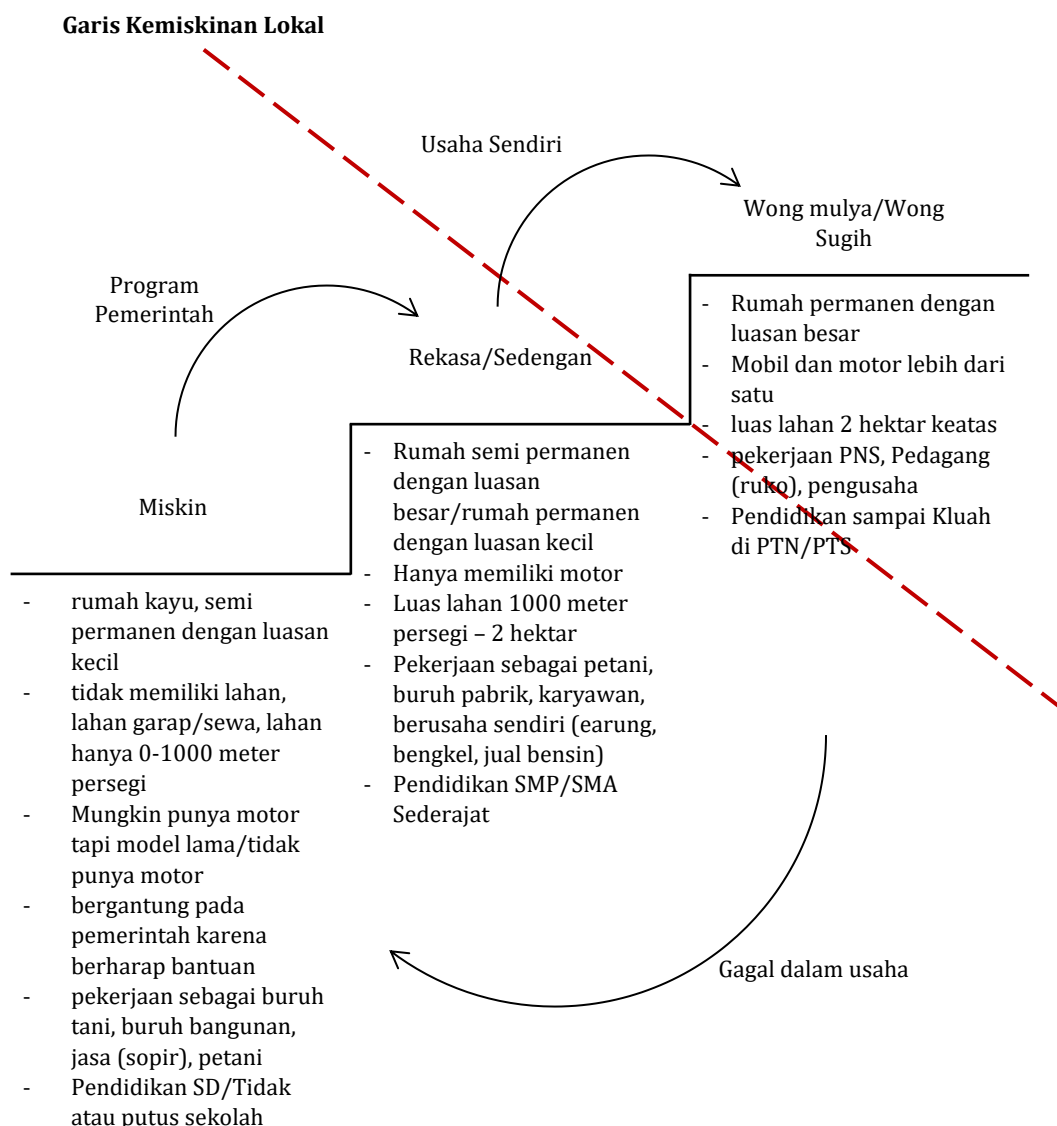 Garis Kemiskinan Lokal
Usaha Sendiri
Wong mulya/Wong
Sugih
Program
Pemerintah
Rekasa/Sedengan
Miskin
- Rumah permanen dengan
luasan besar
- Mobil dan motor lebih dari
satu
- luas lahan 2 hektar keatas
- pekerjaan PNS, Pedagang
(ruko), pengusaha
- Pendidikan sampai Kluah
di PTN/PTS
- Rumah semi permanen
dengan luasan
besar/rumah permanen
dengan luasan kecil
- Hanya memiliki motor
- Luas lahan 1000 meter
persegi – 2 hektar
- Pekerjaan sebagai petani,
buruh pabrik, karyawan,
berusaha sendiri (earung,
bengkel, jual bensin)
- Pendidikan SMP/SMA
Sederajat
- rumah kayu, semi
permanen dengan luasan
kecil
- tidak memiliki lahan,
lahan garap/sewa, lahan
hanya 0-1000 meter
persegi
- Mungkin punya motor
tapi model lama/tidak
punya motor
- bergantung pada
pemerintah karena
berharap bantuan
- pekerjaan sebagai buruh
tani, buruh bangunan,
jasa (sopir), petani
- Pendidikan SD/Tidak
atau putus sekolah
Gagal dalam usaha